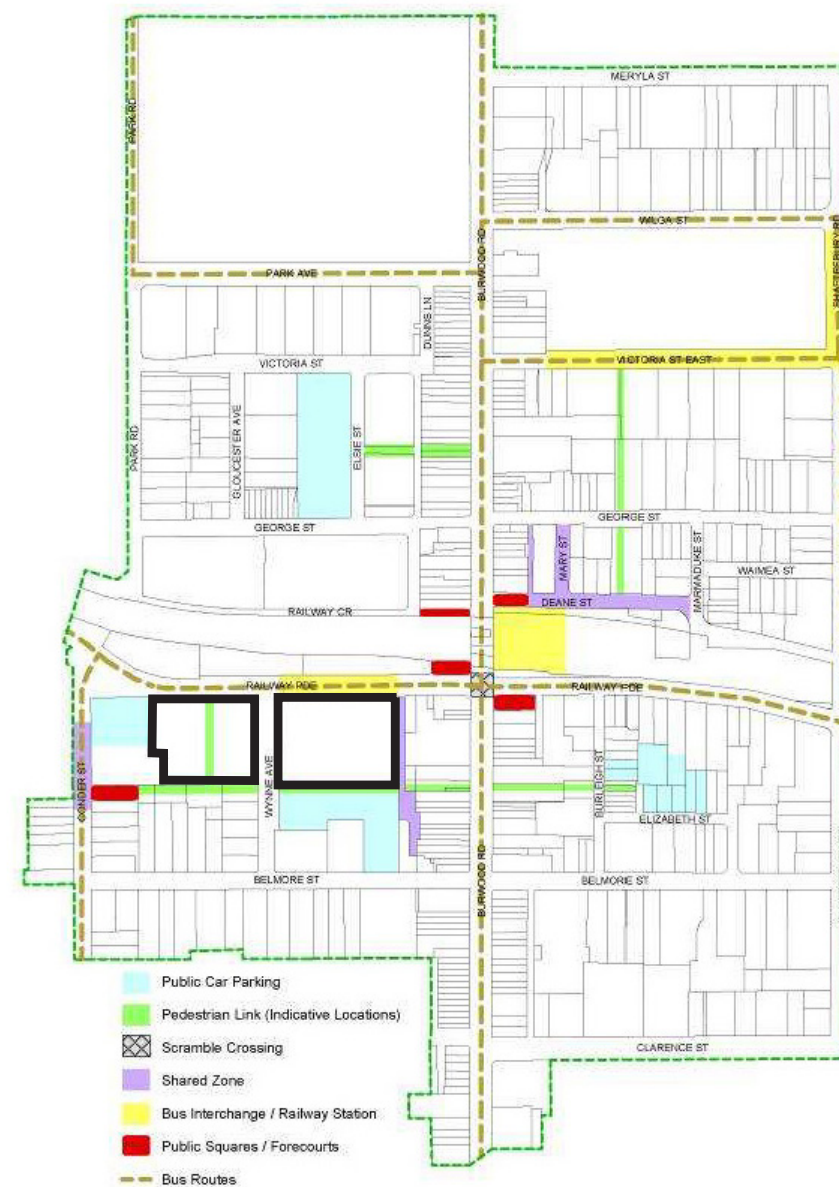 MERYLA ST
PARK RD
WILGA ST
BURWOOD RD
SHAFTESBURY RD
PARK AVE
DUNNS LN
VICTORIA ST
VICTORIA ST EAST
PARK RD
GLOUCESTER AVE
ELSIE ST
GEORGE ST
GEORGE ST
MARY ST
MARMADUKE ST
WAIMEA ST
DEANE ST
RAILWAY CR
RAILWAY PDE
RAILWAY PDE
CONDER ST
WYNNE AVE
BURLEIGH ST
ELIZABETH ST
BELMORE ST
BURWOOD RD
BELMORE ST
CLARENCE ST
Public Car Parking
Pedestrian Link (Indicative Locations)
Scramble Crossing
Shared Zone
Bus Interchange / Railway Station
Public Squares / Forecourts
Bus Routes